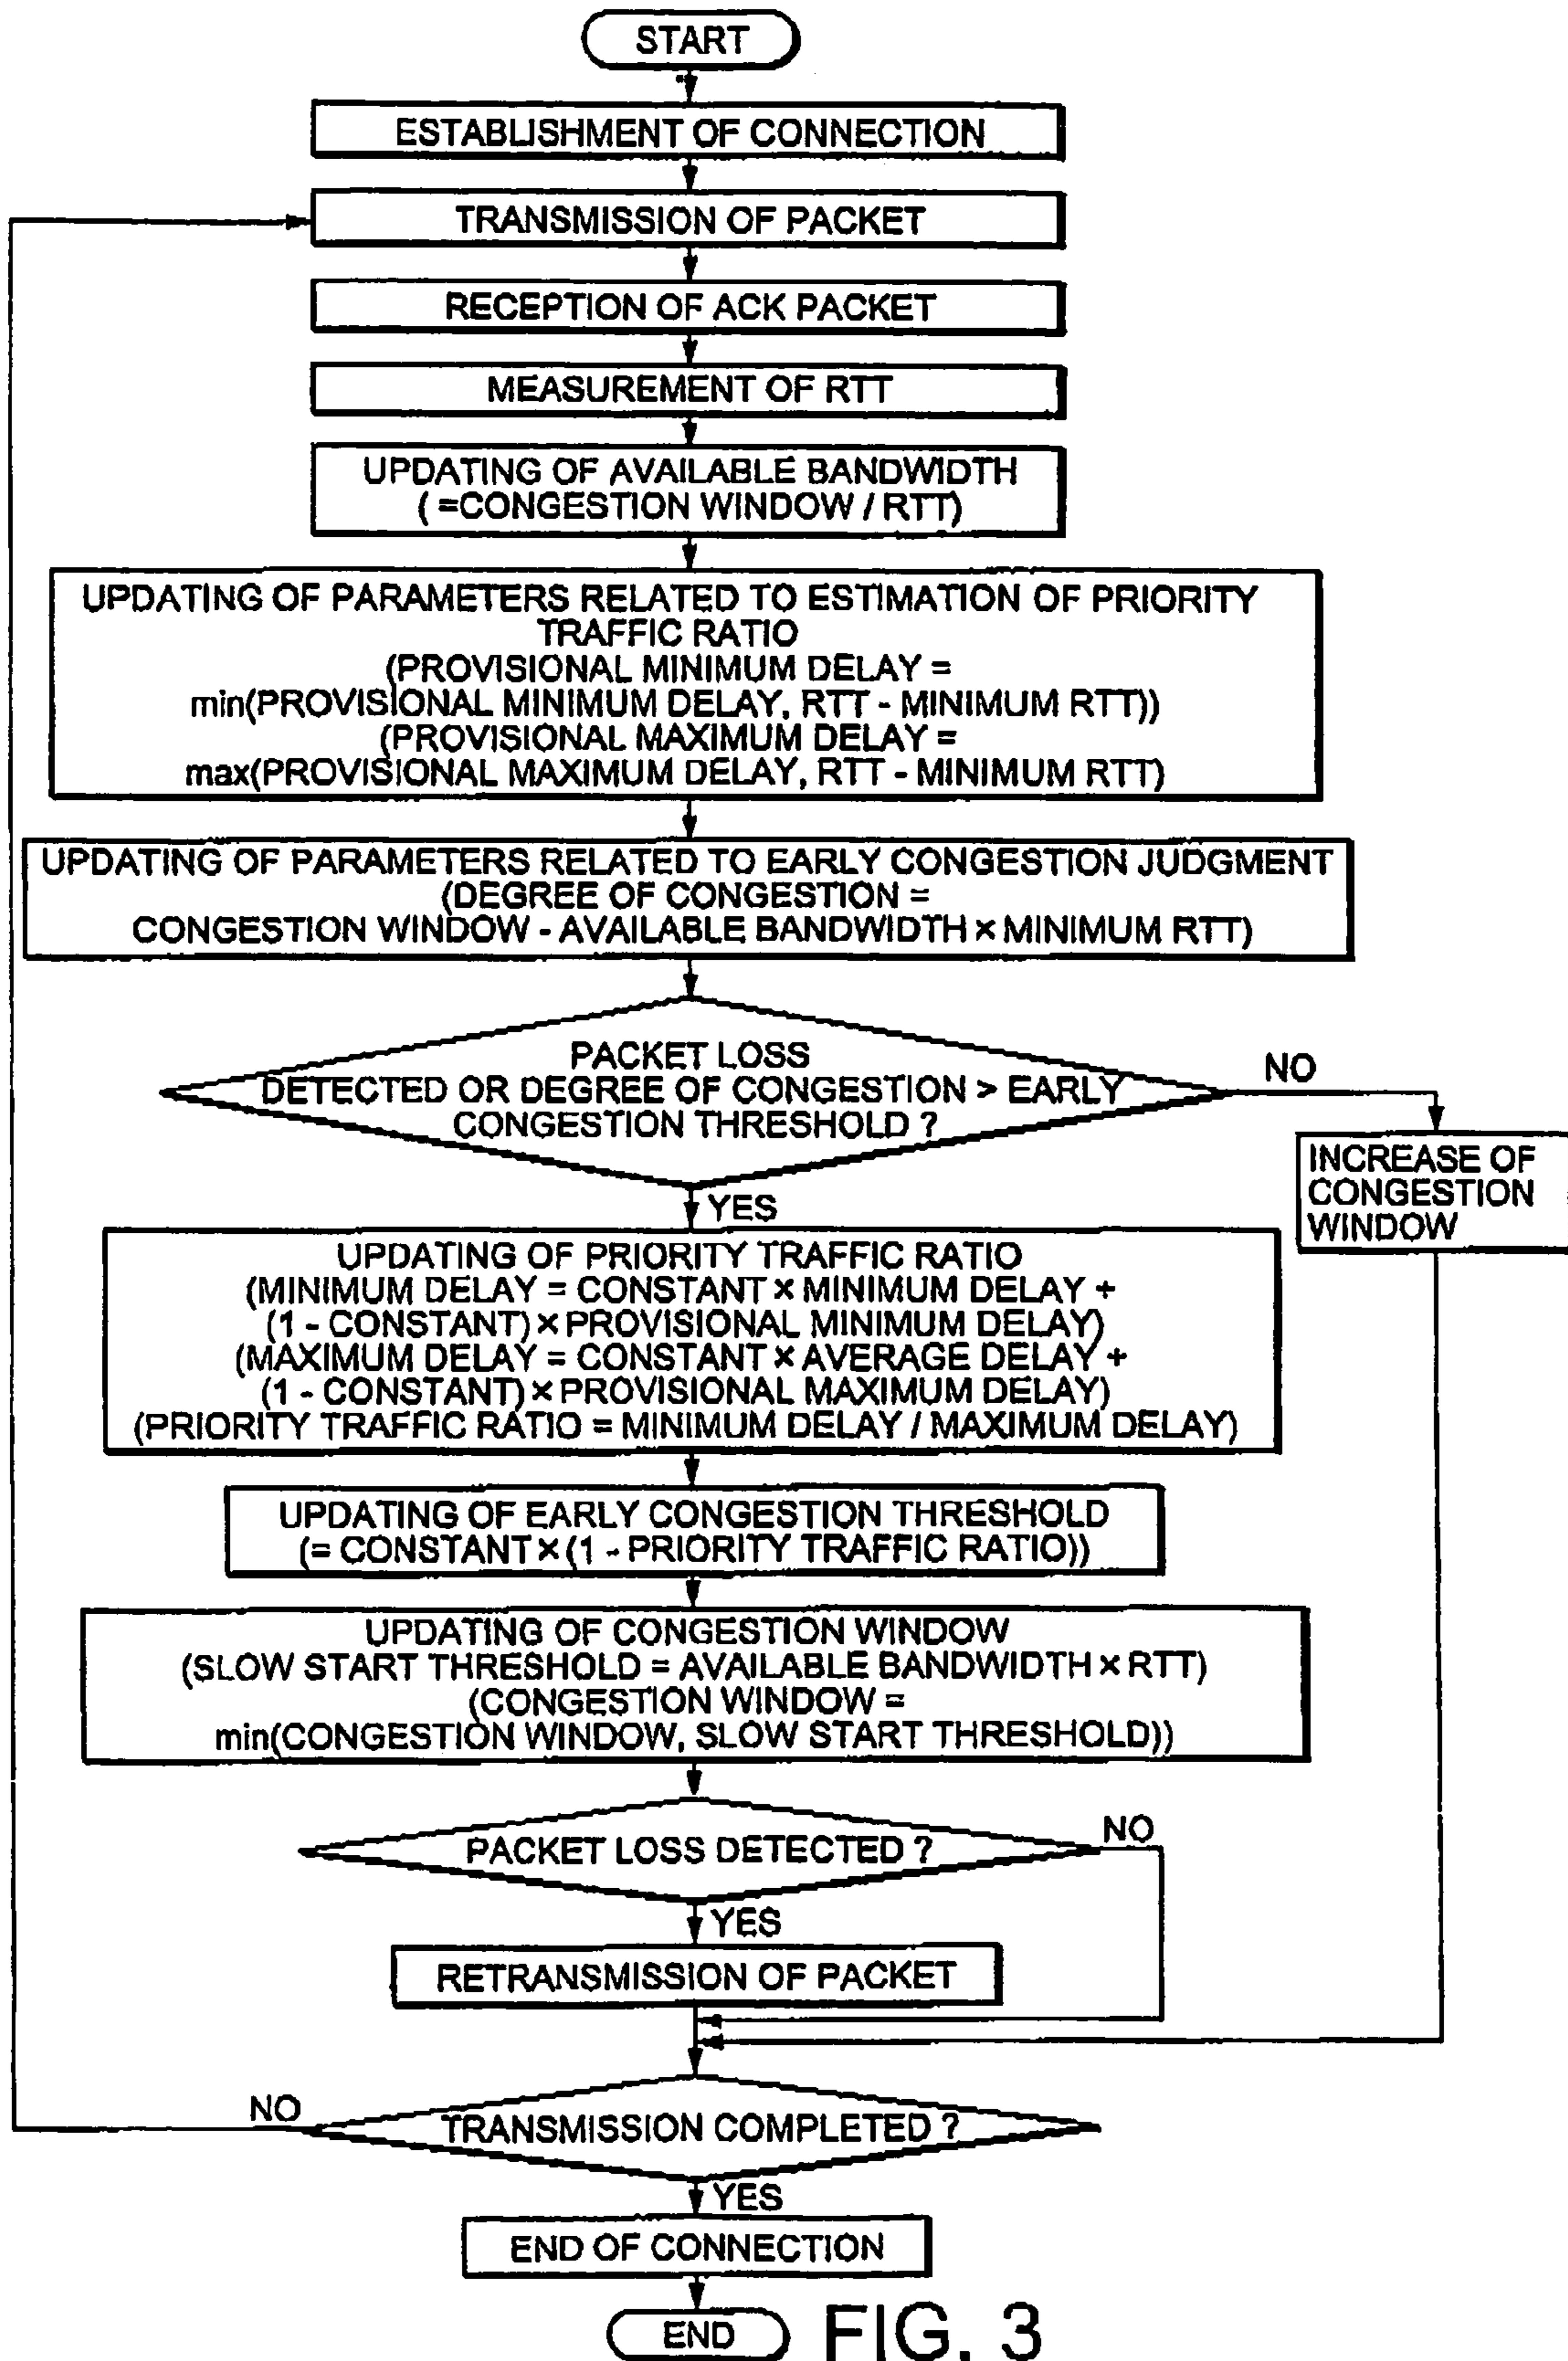 START
ESTABLISHMENT OF CONNECTION
TRANSMISSION OF PACKET
RECEPTION OF ACK PACKET
MEASUREMENT OF RTT
UPDATING OF AVAILABLE BANDWIDTH
( =CONGESTION WINDOW / RTT)
UPDATING OF PARAMETERS RELATED TO ESTIMATION OF PRIORITY
TRAFFIC RATIO
(PROVISIONAL MINIMUM DELAY =
min(PROVISIONAL MINIMUM DELAY, RTT - MINIMUM RTT))
(PROVISIONAL MAXIMUM DELAY =
max(PROVISIONAL MAXIMUM DELAY, RTT - MINIMUM RTT)
UPDATING OF PARAMETERS RELATED TO EARLY CONGESTION JUDGMENT
(DEGREE OF CONGESTION =
CONGESTION WINDOW - AVAILABLE BANDWIDTH × MINIMUM RTT)
PACKET LOSS
DETECTED OR DEGREE OF CONGESTION > EARLY
CONGESTION THRESHOLD ?
NO
INCREASE OF
CONGESTION
WINDOW
YES
UPDATING OF PRIORITY TRAFFIC RATIO
(MINIMUM DELAY = CONSTANT × MINIMUM DELAY +
(1 - CONSTANT) × PROVISIONAL MINIMUM DELAY)
(MAXIMUM DELAY = CONSTANT × AVERAGE DELAY +
(1 - CONSTANT) × PROVISIONAL MAXIMUM DELAY)
(PRIORITY TRAFFIC RATIO = MINIMUM DELAY / MAXIMUM DELAY)
UPDATING OF EARLY CONGESTION THRESHOLD
(= CONSTANT × (1 - PRIORITY TRAFFIC RATIO))
UPDATING OF CONGESTION WINDOW
(SLOW START THRESHOLD = AVAILABLE BANDWIDTH × RTT)
(CONGESTION WINDOW =
min(CONGESTION WINDOW, SLOW START THRESHOLD))
PACKET LOSS DETECTED ?
NO
YES
RETRANSMISSION OF PACKET
NO
TRANSMISSION COMPLETED ?
YES
END OF CONNECTION
END
FIG. 3